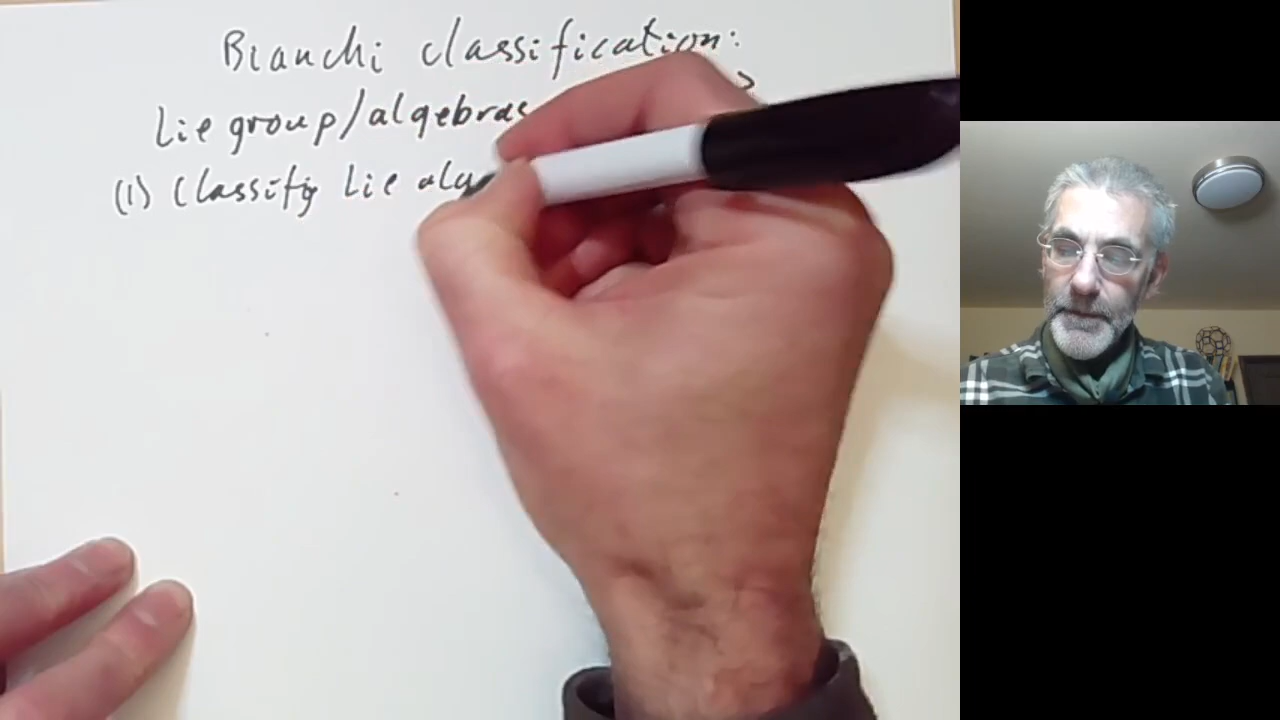 Bianchi classification:
Lie group/algebras
(1) Classify Lie alg